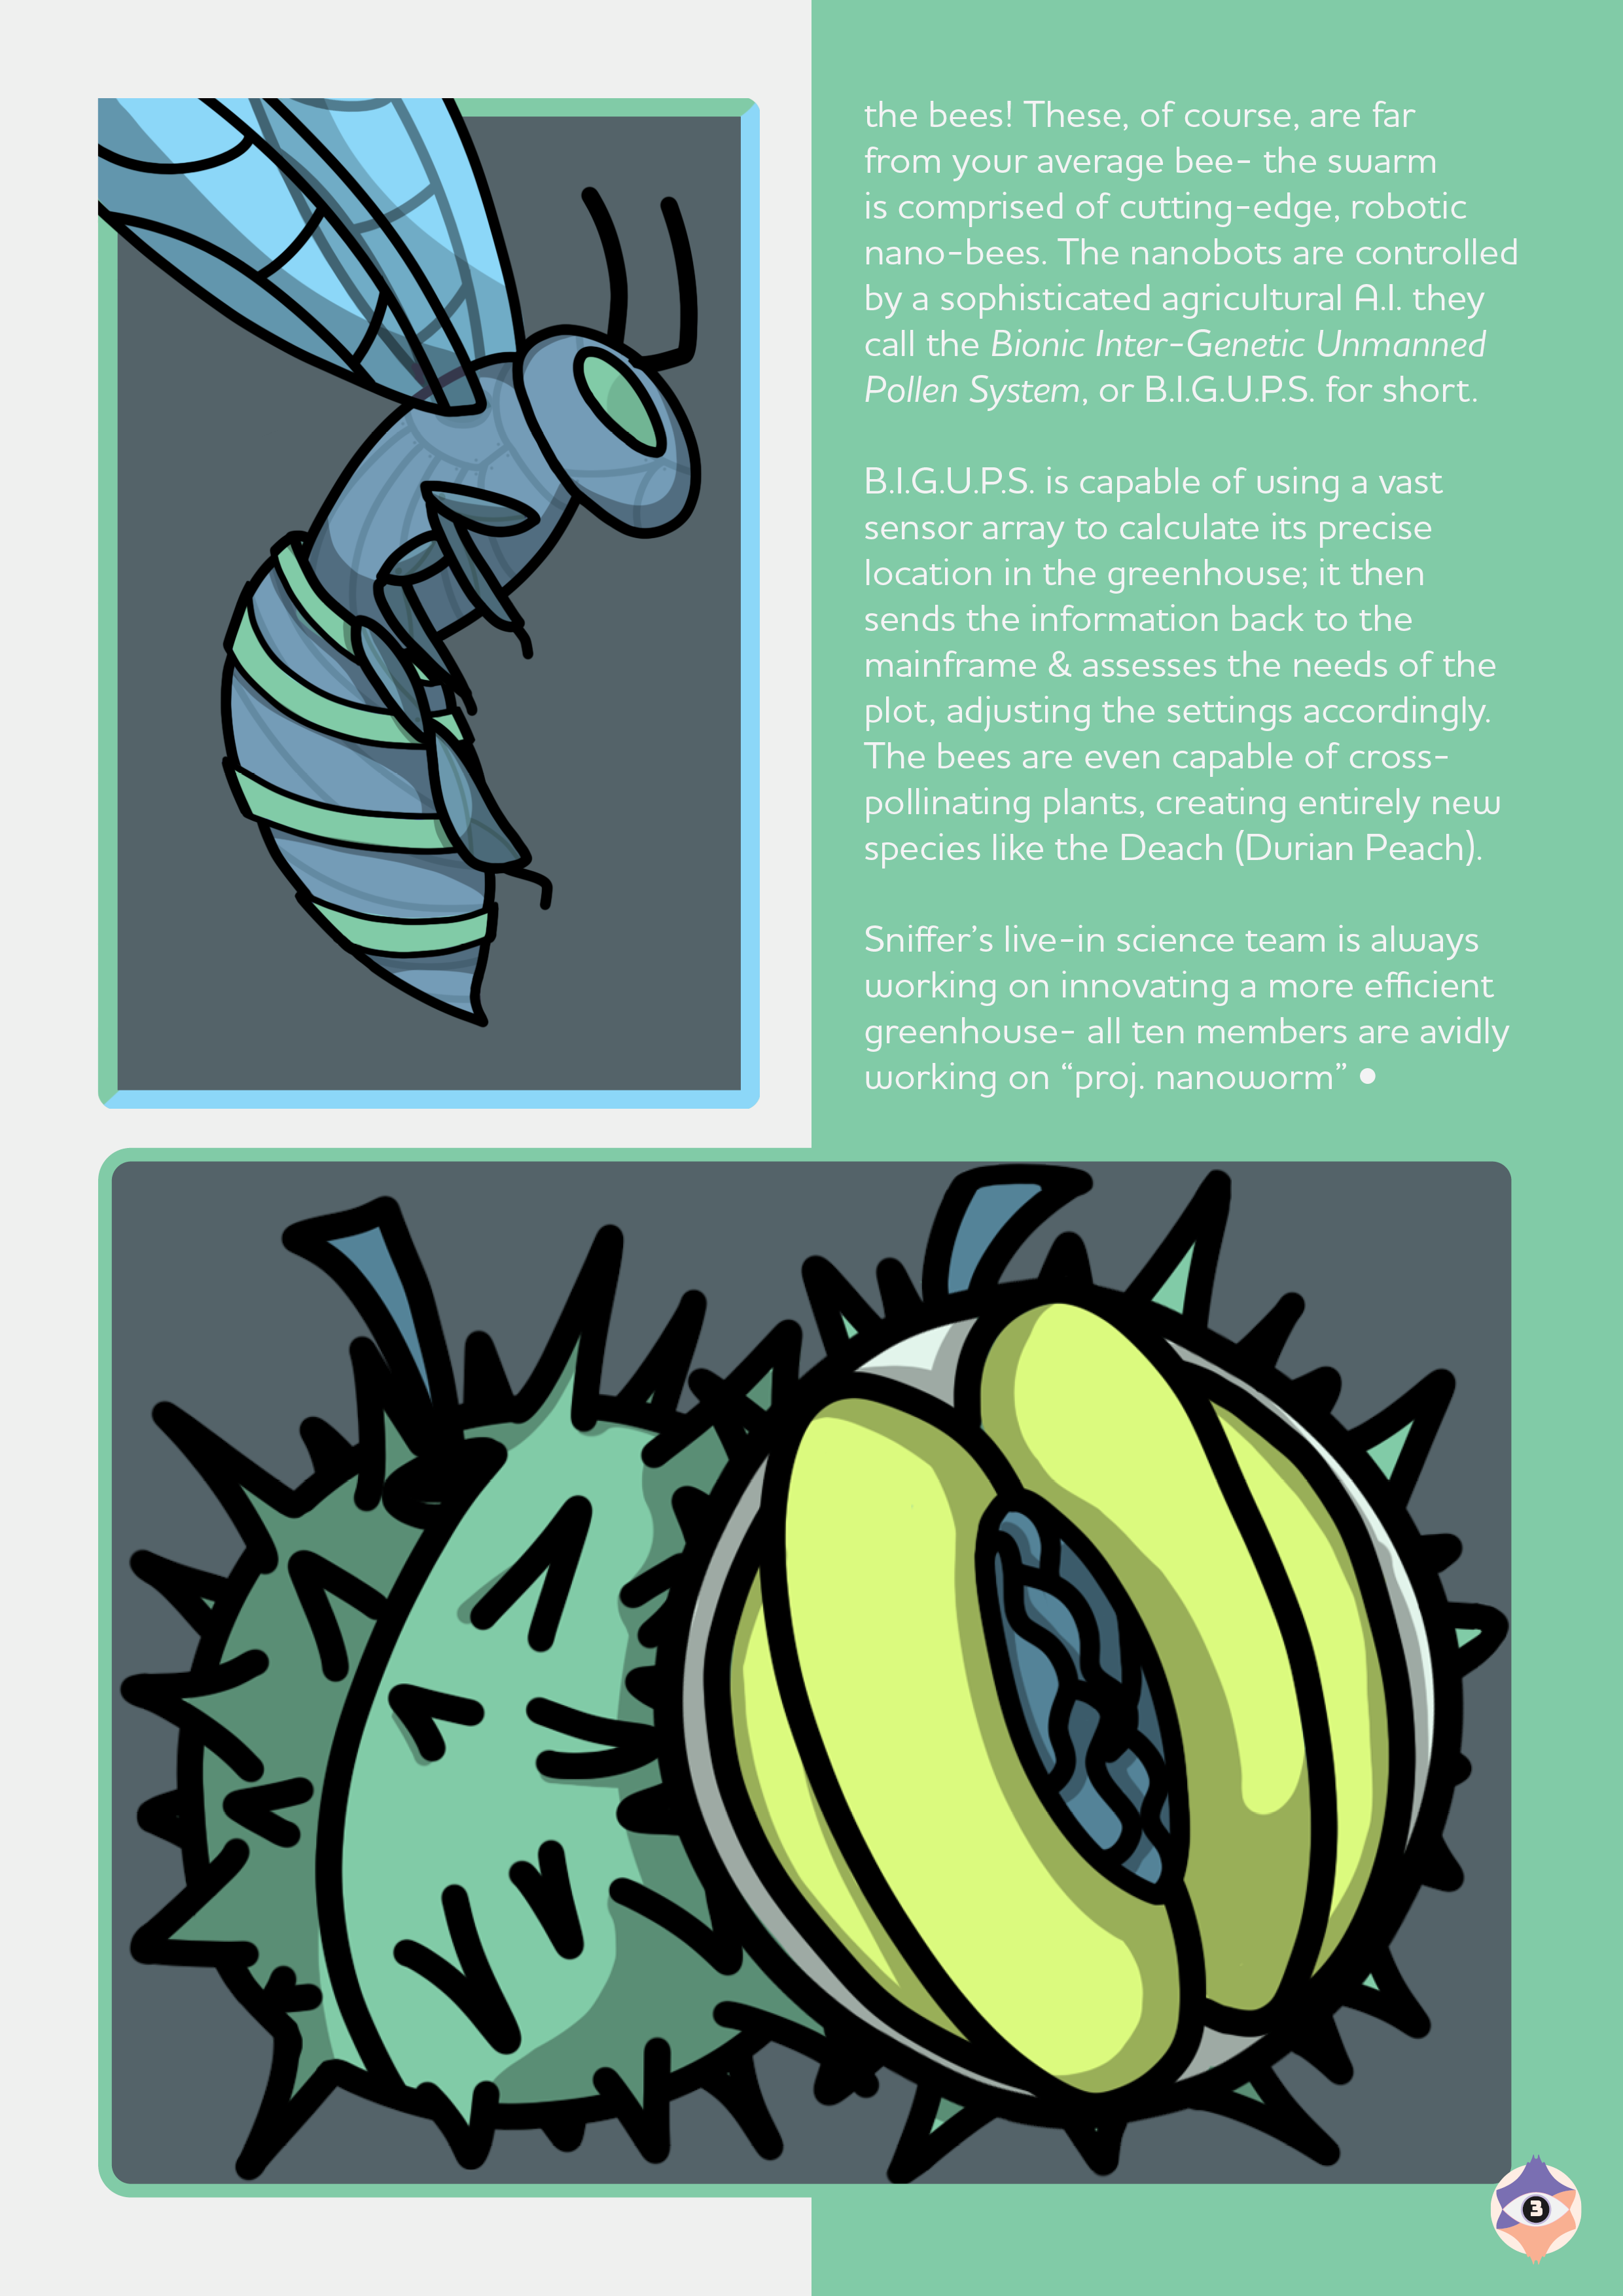 the bees! These, of course, are far
from your average bee- the swarm
is comprised of cutting-edge, robotic
nano-bees. The nanobots are controlled
by a sophisticated agricultural A.I. they
call the Bionic Inter-Genetic Unmanned
Pollen System, or B.I.G.U.P.S. for short.
B.I.G.U.P.S. is capable of using a vast
sensor array to calculate its precise
location in the greenhouse; it then
sends the information back to the
mainframe & assesses the needs of the
plot, adjusting the settings accordingly.
The bees are even capable of cross-
pollinating plants, creating entirely new
species like the Deach (Durian Peach).
Sniffer’s live-in science team is always
working on innovating a more efficient
greenhouse- all ten members are avidly
working on “proj. nanoworm” •
3